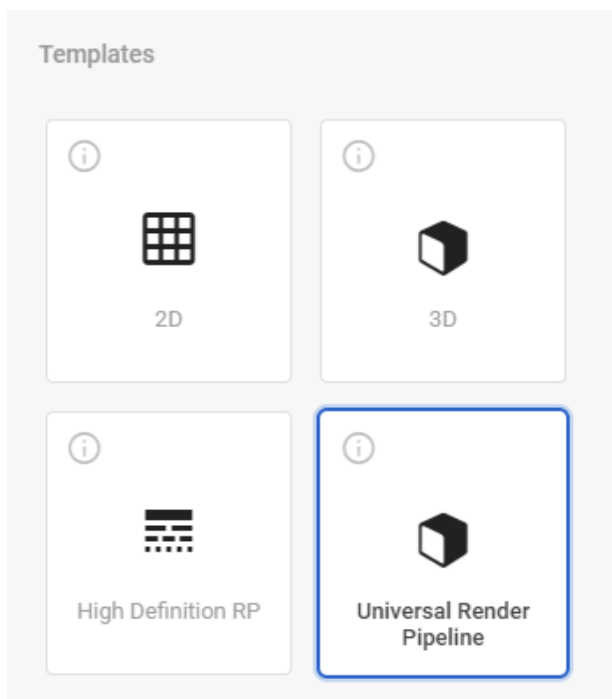 Templates
2D
3D
High Definition RP
Universal Render
Pipeline